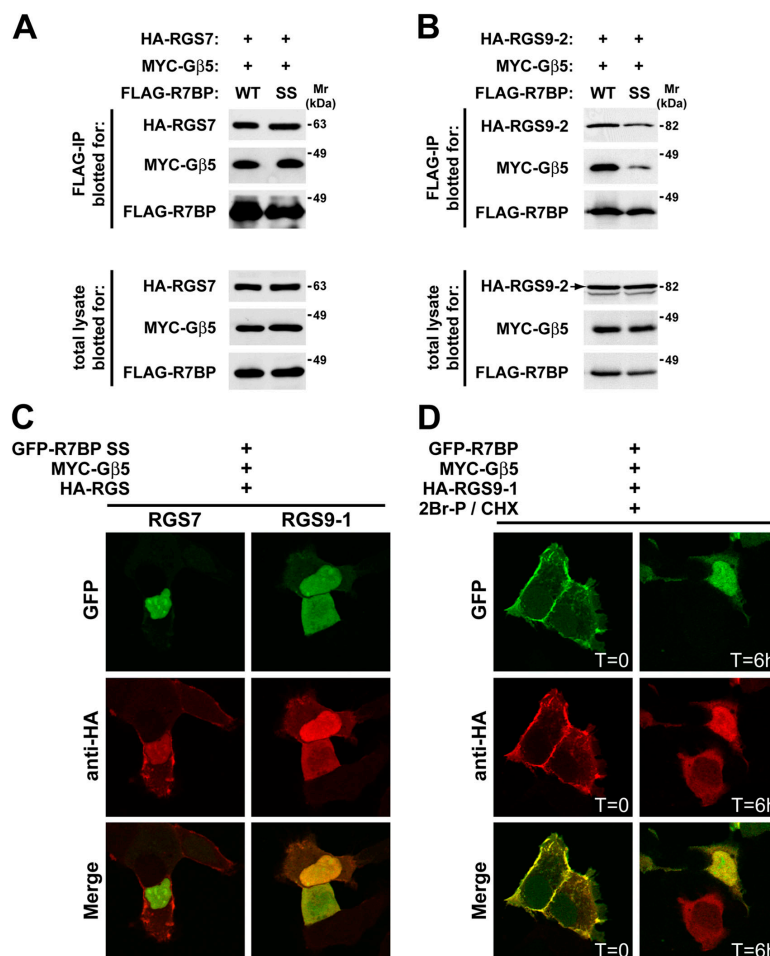 A
HA-RGS7: + +
MYC-Gβ5: + +
FLAG-R7BP: WT SS
Mr
(kDa)
FLAG-IP
blotted for:
HA-RGS7
-63
MYC-Gβ5
-49
FLAG-R7BP
-49
total lysate
blotted for:
HA-RGS7
-63
MYC-Gβ5
-49
FLAG-R7BP
-49
B
HA-RGS9-2: + +
MYC-Gβ5: + +
FLAG-R7BP: WT SS
Mr
(kDa)
FLAG-IP
blotted for:
HA-RGS9-2
-82
MYC-Gβ5
-49
FLAG-R7BP
-49
total lysate
blotted for:
HA-RGS9-2
-82
MYC-Gβ5
-49
FLAG-R7BP
-49
C
GFP-R7BP SS +
MYC-Gβ5 +
HA-RGS +
RGS7 RGS9-1
GFP
anti-HA
Merge
D
GFP-R7BP +
MYC-Gβ5 +
HA-RGS9-1 +
2Br-P / CHX +
GFP
T=0 T=6h
anti-HA
T=0 T=6h
Merge
T=0 T=6h